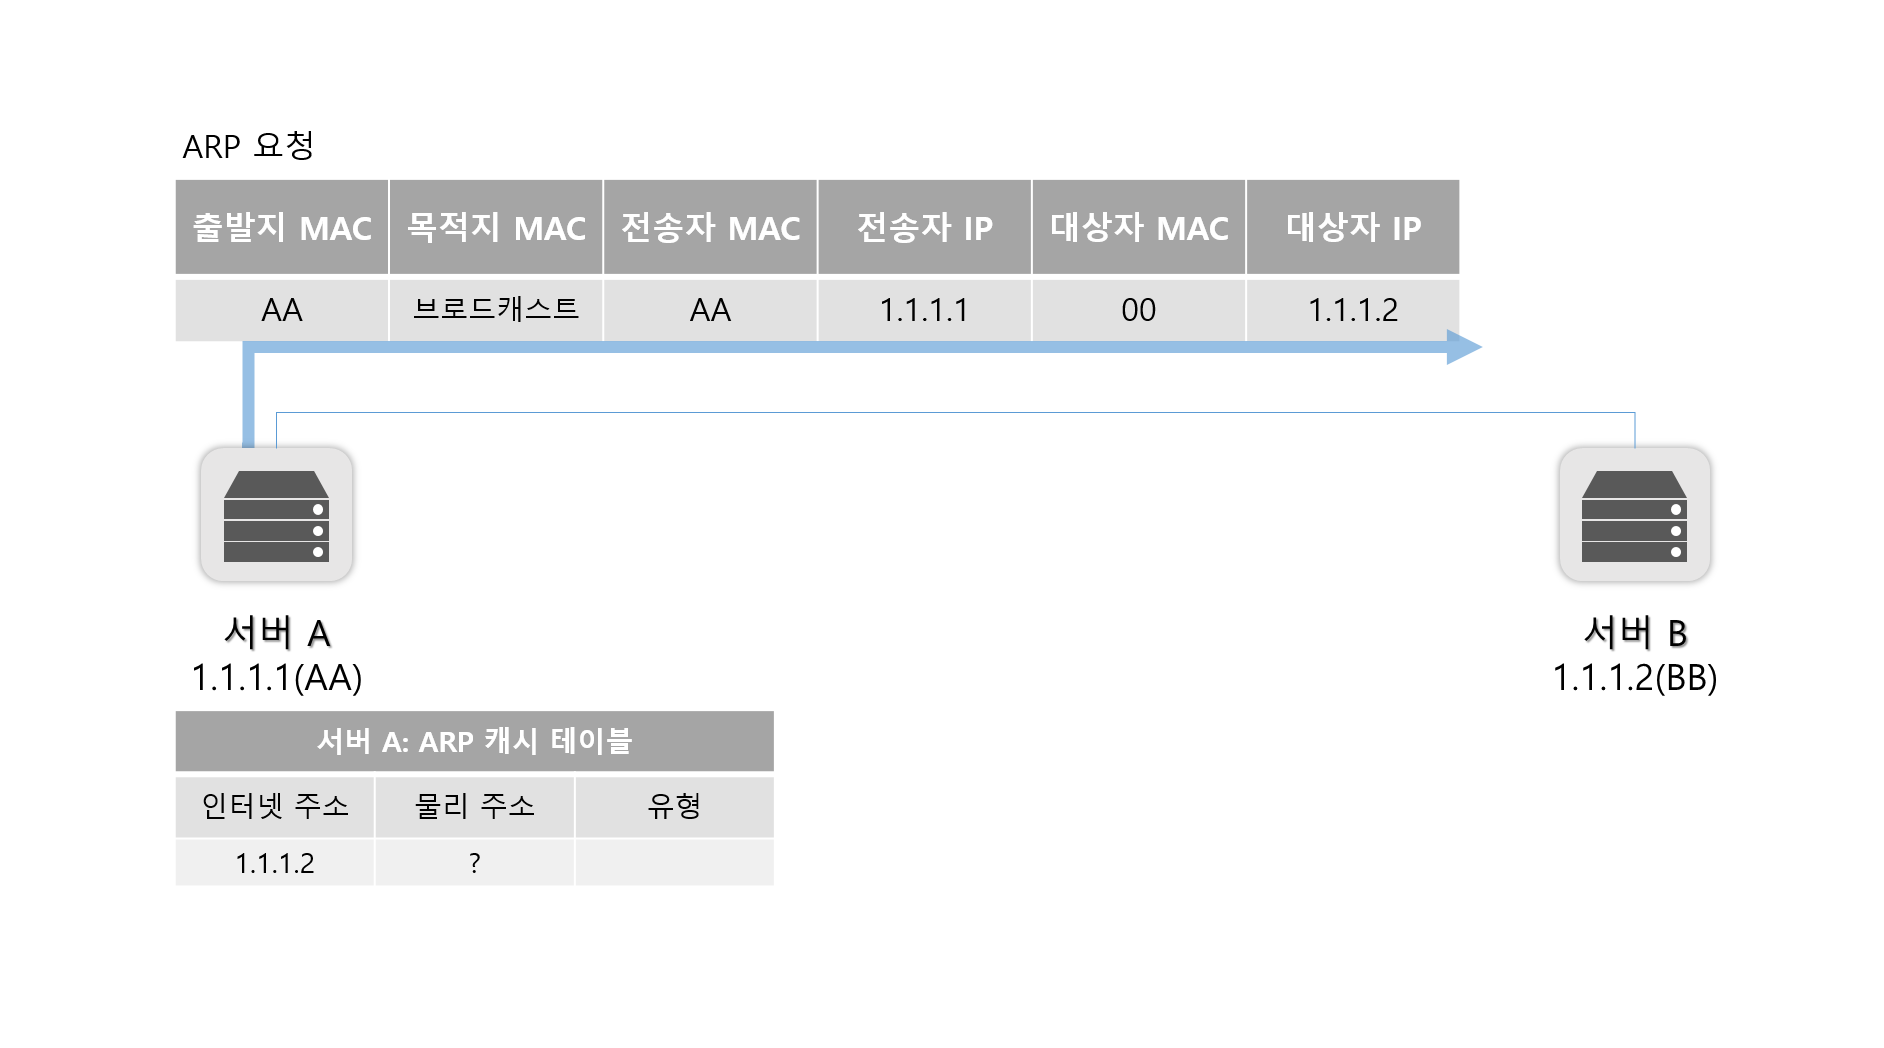 ARP 요청
출발지 MAC 목적지 MAC 전송자 MAC 전송자 IP 대상자 MAC 대상자 IP
AA 브로드캐스트 AA 1.1.1.1 00 1.1.1.2
서버 A 서버 B
1.1.1.1(AA) 1.1.1.2(BB)
서버 A: ARP 캐시 테이블
인터넷 주소 물리 주소 유형
1.1.1.2 ?